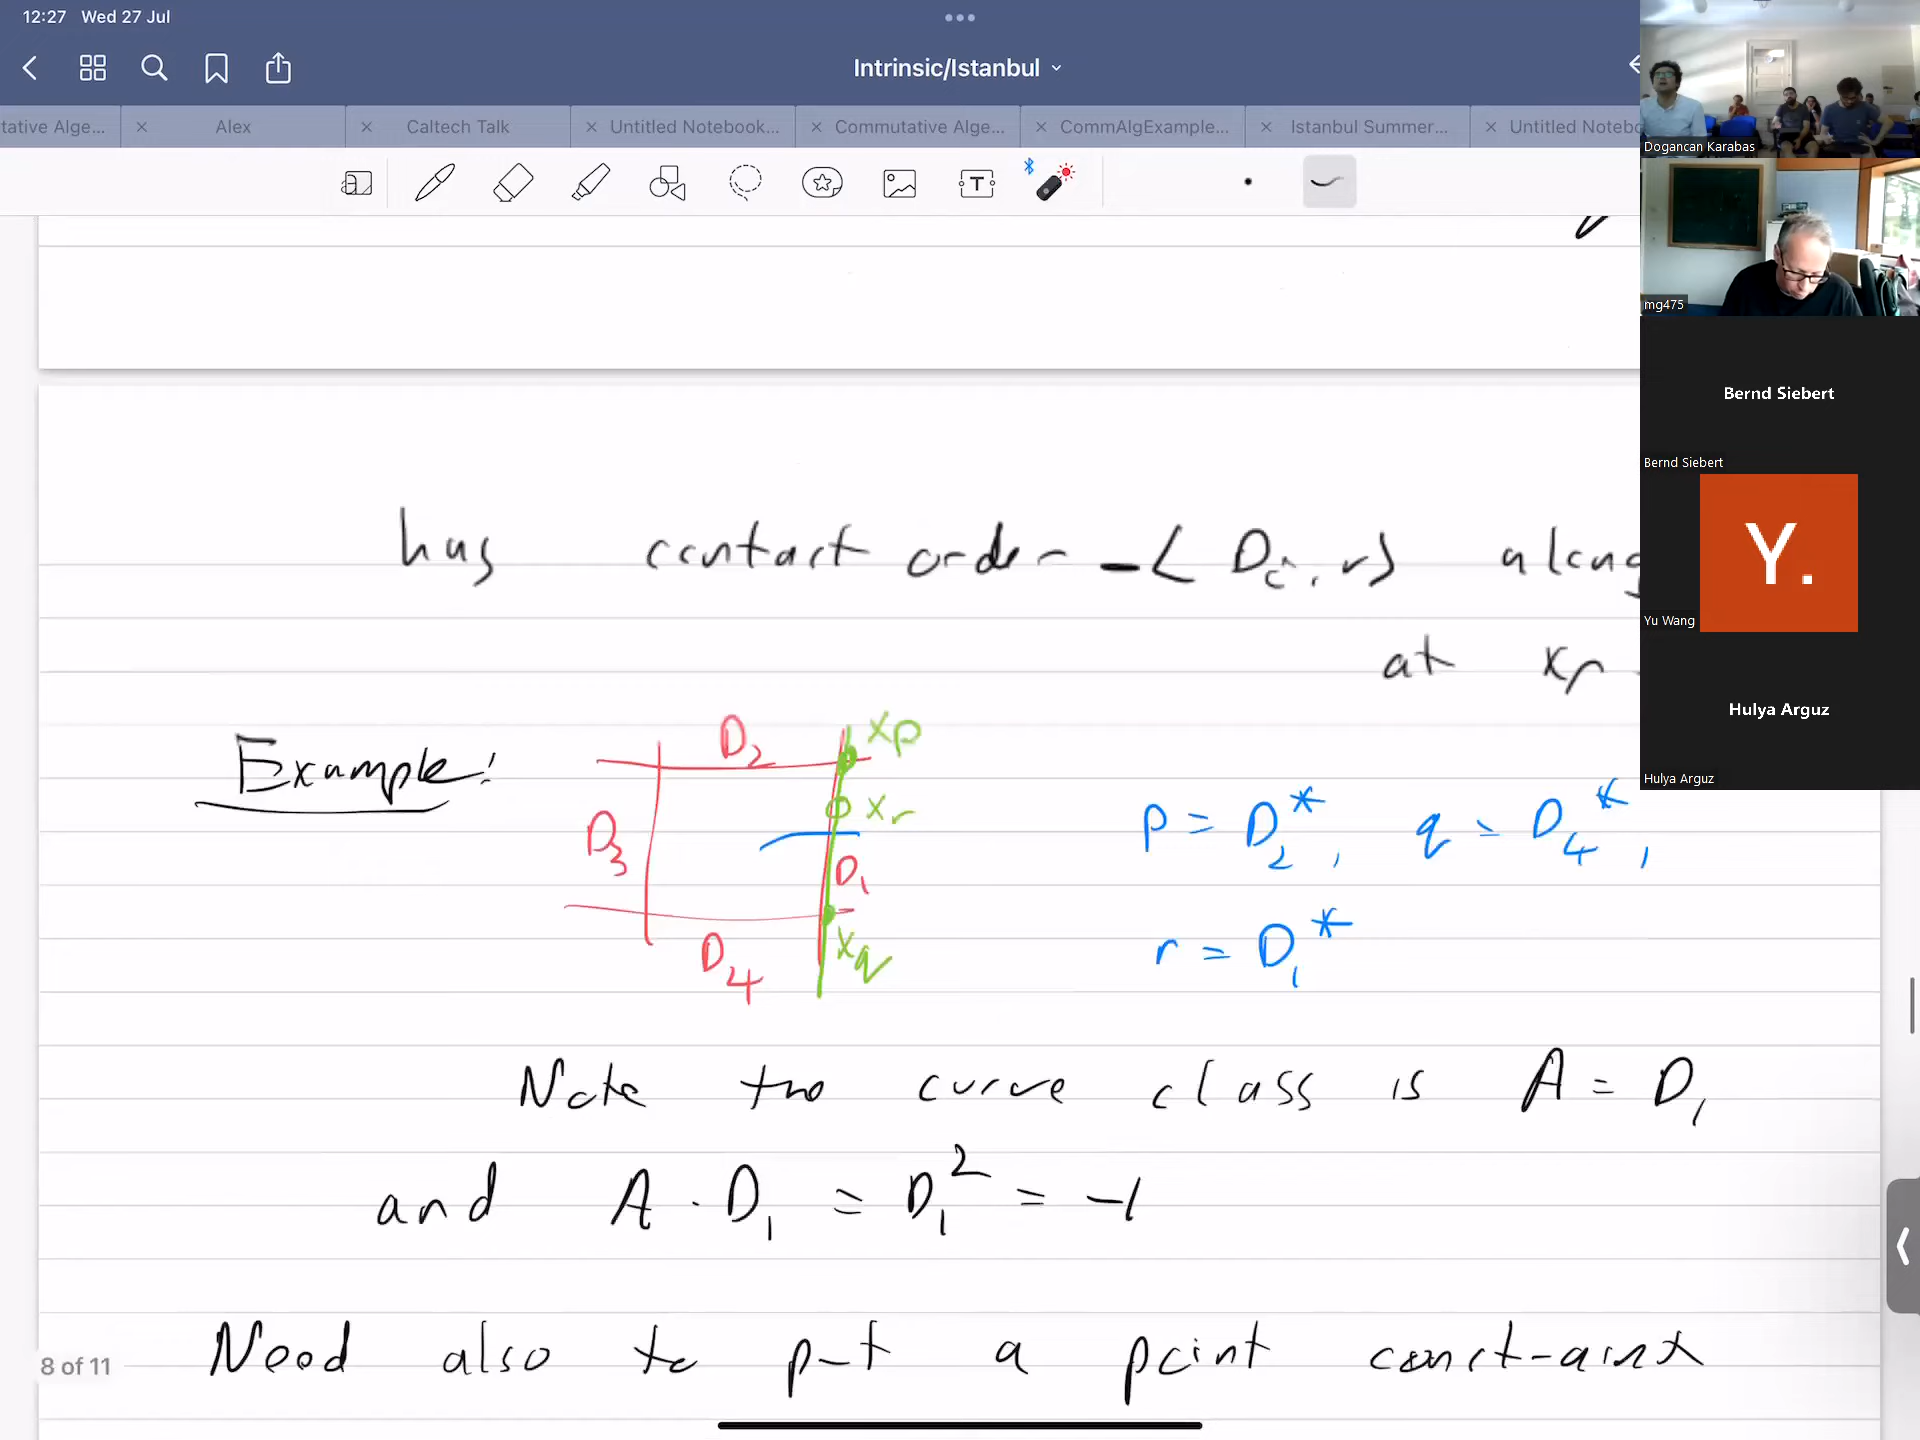 12:27 Wed 27 Jul
Intrinsic/Istanbul
tative Alge...
Alex
Caltech Talk
Untitled Notebook...
Commutative Alge...
CommAlgExample...
Istanbul Summer...
Untitled Notebo
T
Dogancan Karabas
mg475
Bernd Siebert
Bernd Siebert
Y.
Yu Wang
Hulya Arguz
Hulya Arguz
has contact order -⟨D_i, r⟩ along
at x_r
Example:
D_2
x_p
x_r
D_3
D_1
D_4
x_q
p = D_2^*, q = D_4^*,
r = D_1^*
Note the curve class is A = D_1
and A · D_1 = D_1^2 = -1
Need also to put a point constraint
8 of 11